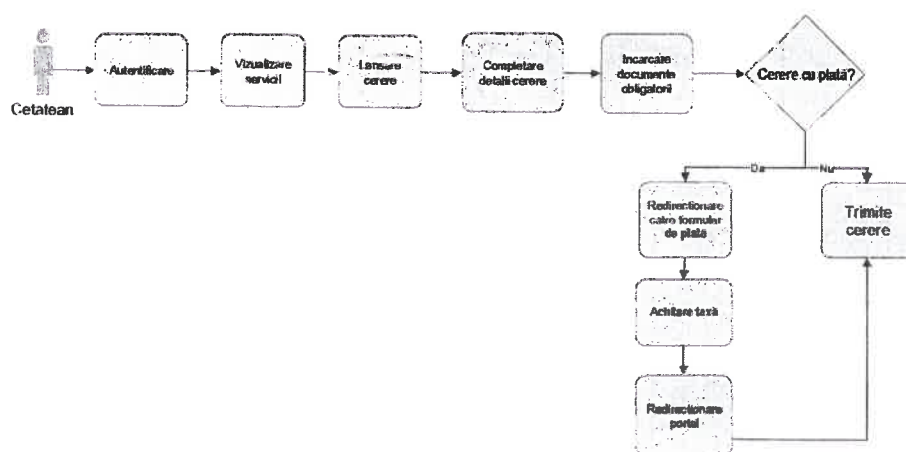 Cetatean
Autentificare
Vizualizare
servicii
Lansare
cerere
Completare
detalii cerere
Incarcare
documente
obligatorii
Cerere cu plată?
Da
Nu
Redirectionare
catre formular
de plată
Trimite
cerere
Achitare taxă
Redirectionare
portal